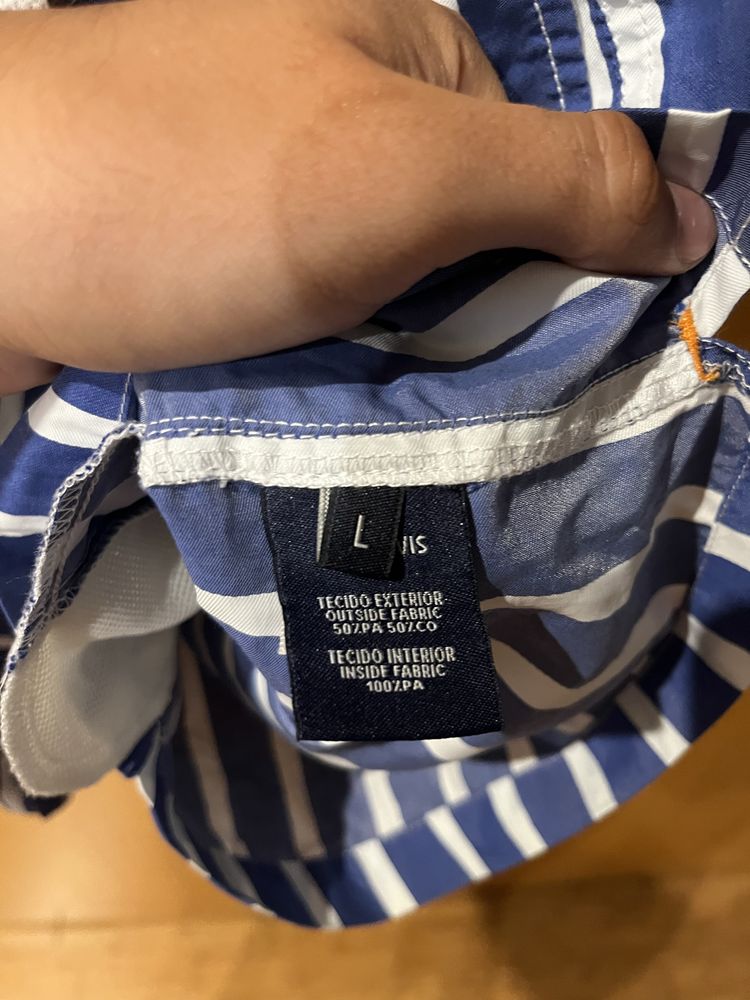 L
TECIDO EXTERIOR
OUTSIDE FABRIC
50%PA 50%CO
TECIDO INTERIOR
INSIDE FABRIC
100%PA